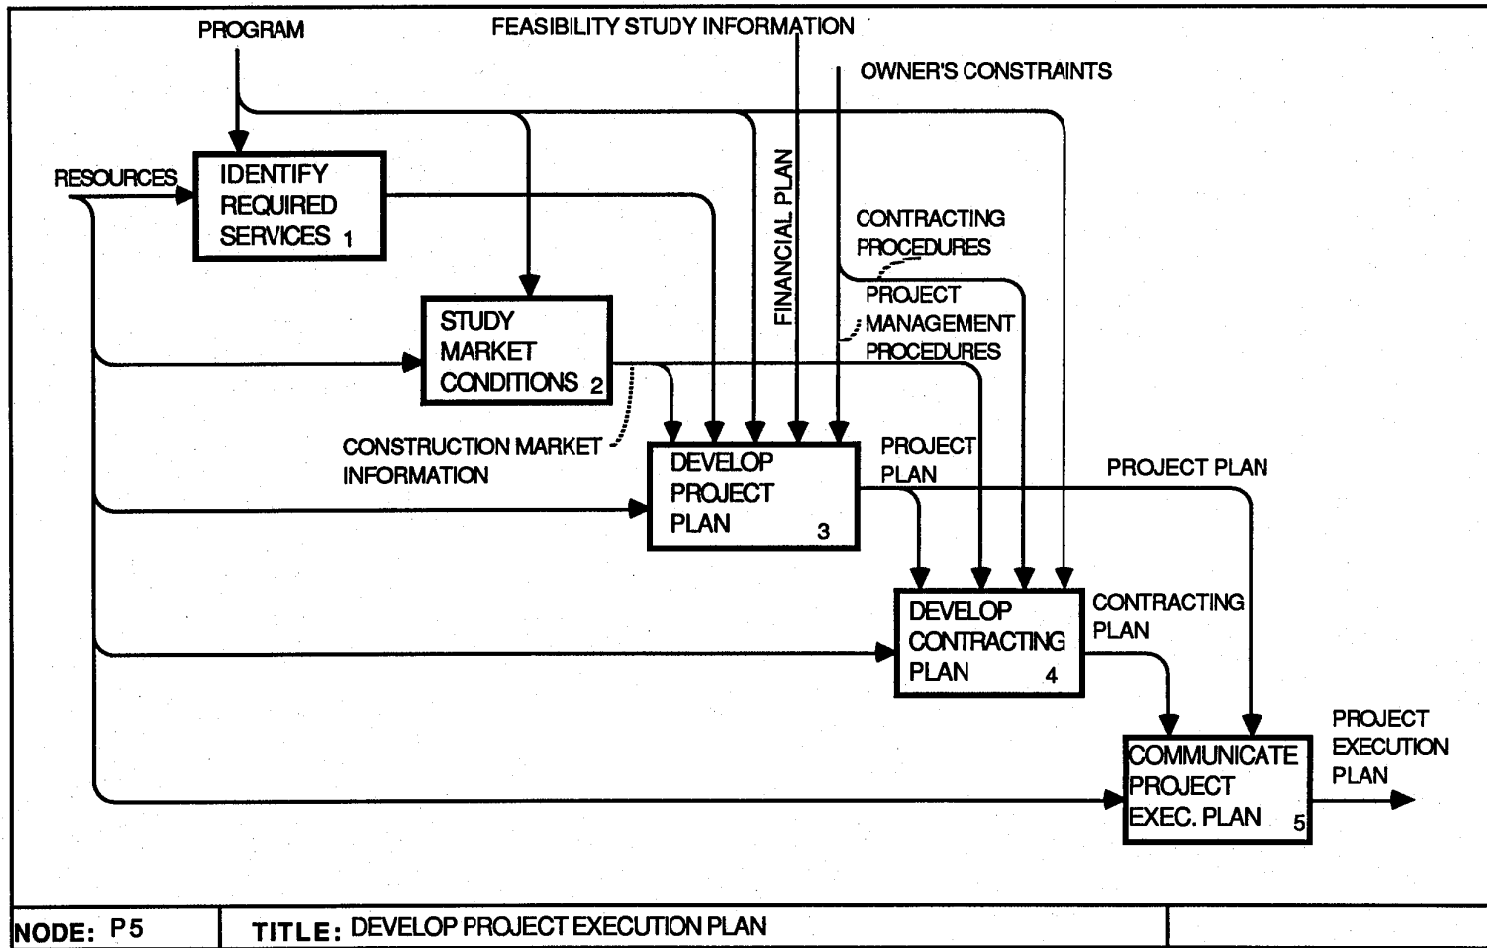 PROGRAM
FEASIBILITY STUDY INFORMATION
OWNER'S CONSTRAINTS
RESOURCES
IDENTIFY
REQUIRED
SERVICES 1
FINANCIAL PLAN
CONTRACTING
PROCEDURES
PROJECT
MANAGEMENT
PROCEDURES
STUDY
MARKET
CONDITIONS 2
CONSTRUCTION MARKET
INFORMATION
DEVELOP
PROJECT
PLAN 3
PROJECT
PLAN
PROJECT PLAN
DEVELOP
CONTRACTING
PLAN 4
CONTRACTING
PLAN
COMMUNICATE
PROJECT
EXEC. PLAN 5
PROJECT
EXECUTION
PLAN
NODE: P5
TITLE: DEVELOP PROJECT EXECUTION PLAN